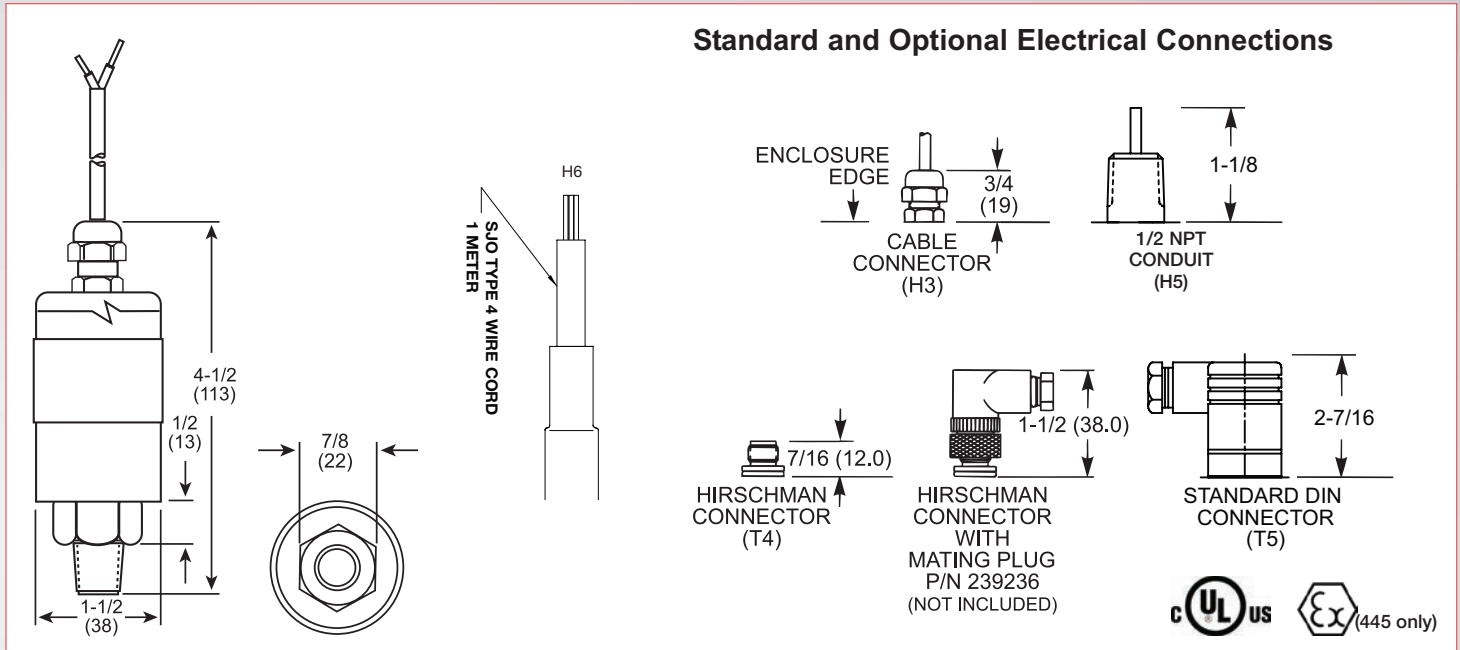 Standard and Optional Electrical Connections
4-1/2
(113)
1/2
(13)
1-1/2
(38)
7/8
(22)
H6
SJO TYPE 4 WIRE CORD
1 METER
ENCLOSURE
EDGE
3/4
(19)
CABLE
CONNECTOR
(H3)
1-1/8
1/2 NPT
CONDUIT
(H5)
7/16 (12.0)
HIRSCHMAN
CONNECTOR
(T4)
1-1/2 (38.0)
HIRSCHMAN
CONNECTOR
WITH
MATING PLUG
P/N 239236
(NOT INCLUDED)
2-7/16
STANDARD DIN
CONNECTOR
(T5)
c UL ® US
Ex (445 only)